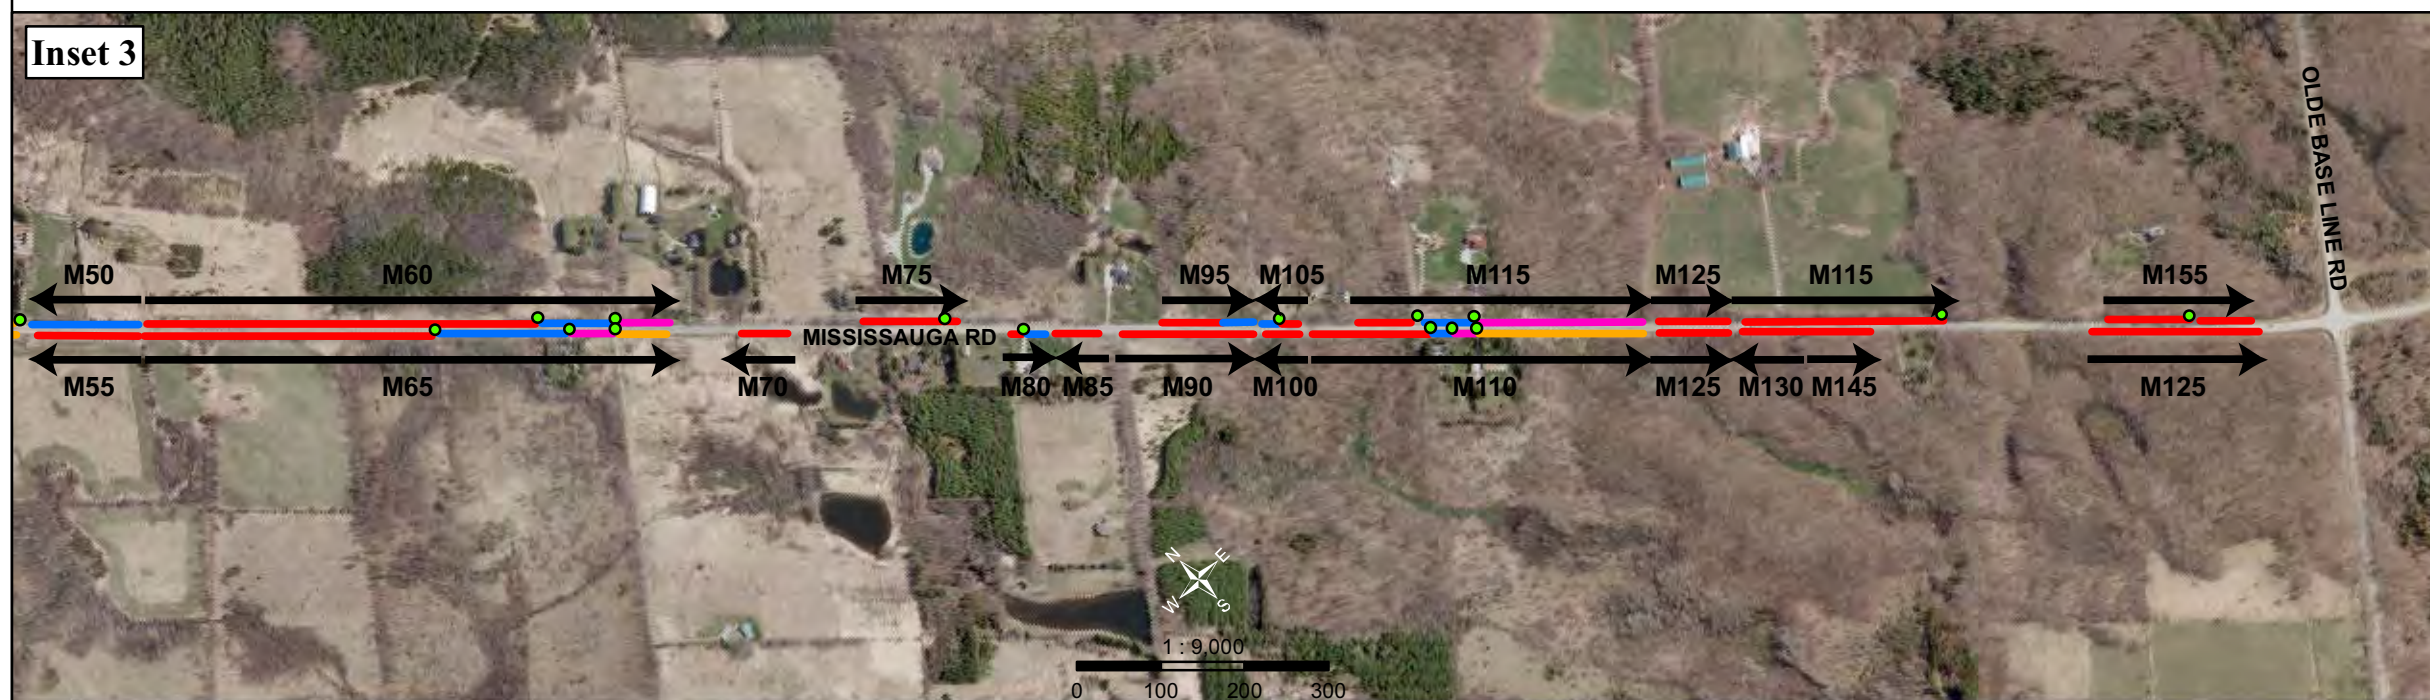 Inset 3
OLDE BASE LINE RD
M50
M60
M75
M95
M105
M115
M125
M115
M155
MISSISSAUGA RD
M55
M65
M70
M80
M85
M90
M100
M110
M125
M130
M145
M125
N
E
W
S
1 : 9,000
0 100 200 300